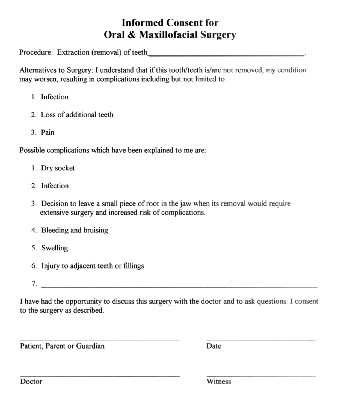 Informed Consent for
Oral & Maxillofacial Surgery
Procedure: Extraction (removal) of teeth
Alternatives to Surgery: I understand that if this tooth/teeth is/are not removed, my condition
may worsen, resulting in complications including but not limited to
1. Infection
2. Loss of additional teeth
3. Pain
Possible complications which have been explained to me are:
1. Dry socket
2. Infection
3. Decision to leave a small piece of root in the jaw when its removal would require
extensive surgery and increased risk of complications.
4. Bleeding and bruising
5. Swelling
6. Injury to adjacent teeth or fillings
7.
I have had the opportunity to discuss this surgery with the doctor and to ask questions. I consent
to the surgery as described.
Patient, Parent or Guardian Date
Doctor Witness